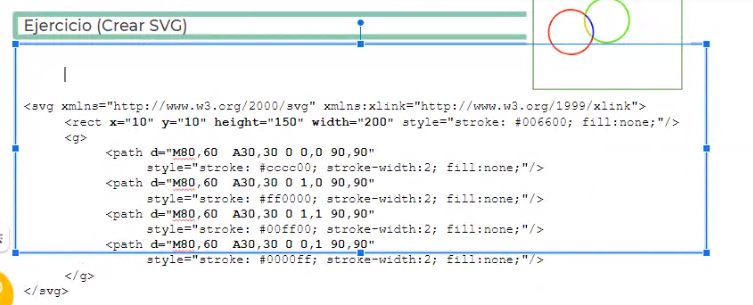 Ejercicio (Crear SVG)
<svg xmlns="http://www.w3.org/2000/svg" xmlns:xlink="http://www.w3.org/1999/xlink">
<rect x="10" y="10" height="150" width="200" style="stroke: #006600; fill:none;"/>
<g>
<path d="M80,60  A30,30 0 0,0 90,90"
style="stroke: #cccc00; stroke-width:2; fill:none;"/>
<path d="M80,60  A30,30 0 1,0 90,90"
style="stroke: #ff0000; stroke-width:2; fill:none;"/>
<path d="M80,60  A30,30 0 1,1 90,90"
style="stroke: #00ff00; stroke-width:2; fill:none;"/>
<path d="M80,60  A30,30 0 0,1 90,90"
style="stroke: #0000ff; stroke-width:2; fill:none;"/>
</g>
</svg>